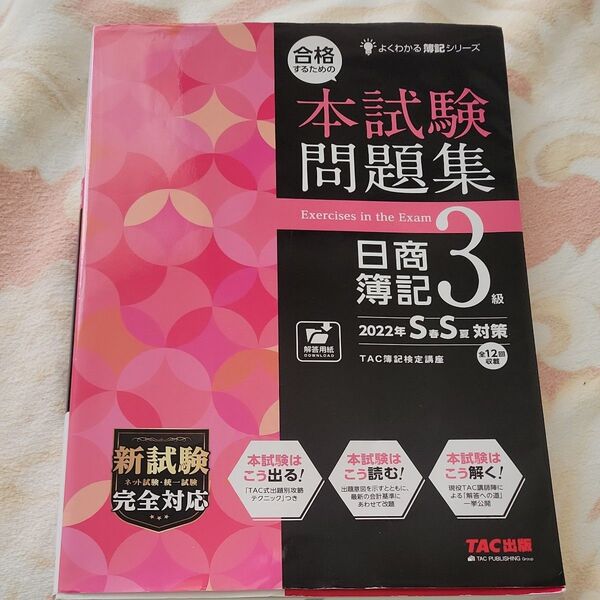 よくわかる簿記シリーズ
合格
するための
本試験
問題集
Exercises in the Exam
日商
簿記
3級
2022年 S春S夏 対策
解答用紙
DOWNLOAD
TAC簿記検定講座
全12回
収載
新試験
ネット試験・統一試験
完全対応
本試験は
こう出る!
「TAC式出題別攻略
テクニック」つき
本試験は
こう読む!
出題意図を示すとともに、
最新の会計基準に
あわせて改題
本試験は
こう解く!
現役TAC講師陣に
よる「解答への道」
一挙公開
TAC出版
TAC PUBLISHING Group